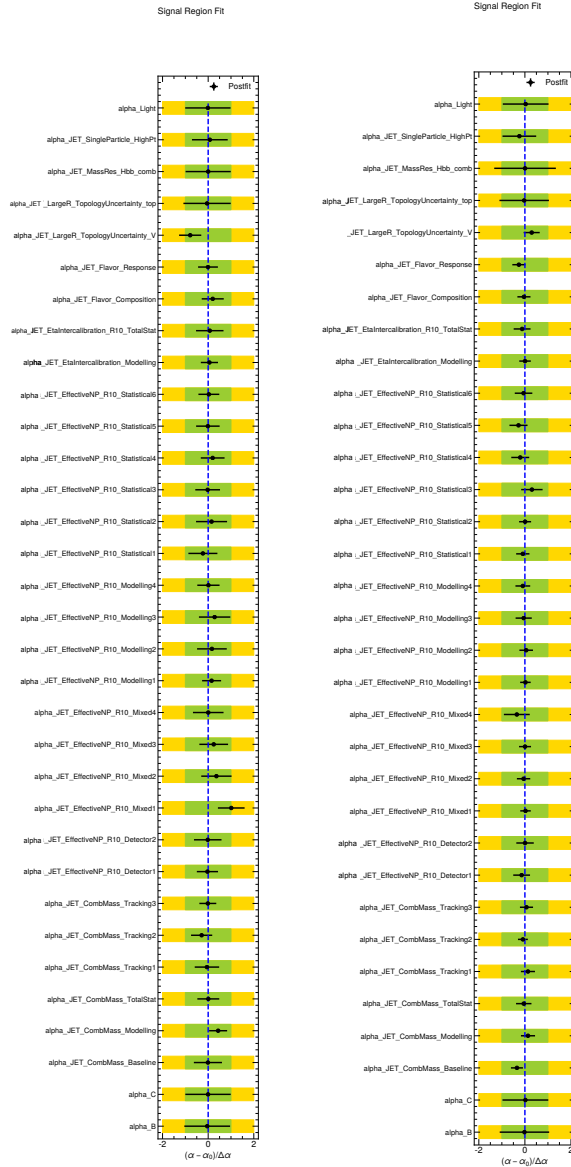 Signal Region Fit
Postfit
alpha_Light
alpha_JET_SingleParticle_HighPt
alpha_JET_MassRes_Hbb_comb
alpha_JET_LargeR_TopologyUncertainty_top
alpha_JET_LargeR_TopologyUncertainty_V
alpha_JET_Flavor_Response
alpha_JET_Flavor_Composition
alpha_JET_EtaIntercalibration_R10_TotalStat
alpha_JET_EtaIntercalibration_Modelling
alpha_JET_EffectiveNP_R10_Statistical6
alpha_JET_EffectiveNP_R10_Statistical5
alpha_JET_EffectiveNP_R10_Statistical4
alpha_JET_EffectiveNP_R10_Statistical3
alpha_JET_EffectiveNP_R10_Statistical2
alpha_JET_EffectiveNP_R10_Statistical1
alpha_JET_EffectiveNP_R10_Modelling4
alpha_JET_EffectiveNP_R10_Modelling3
alpha_JET_EffectiveNP_R10_Modelling2
alpha_JET_EffectiveNP_R10_Modelling1
alpha_JET_EffectiveNP_R10_Mixed4
alpha_JET_EffectiveNP_R10_Mixed3
alpha_JET_EffectiveNP_R10_Mixed2
alpha_JET_EffectiveNP_R10_Mixed1
alpha_JET_EffectiveNP_R10_Detector2
alpha_JET_EffectiveNP_R10_Detector1
alpha_JET_CombMass_Tracking3
alpha_JET_CombMass_Tracking2
alpha_JET_CombMass_Tracking1
alpha_JET_CombMass_TotalStat
alpha_JET_CombMass_Modelling
alpha_JET_CombMass_Baseline
alpha_C
alpha_B
-2 -1 0 1 2
(α − α₀)/Δα
Signal Region Fit
Postfit
alpha_Light
alpha_JET_SingleParticle_HighPt
alpha_JET_MassRes_Hbb_comb
alpha_JET_LargeR_TopologyUncertainty_top
_JET_LargeR_TopologyUncertainty_V
alpha_JET_Flavor_Response
alpha_JET_Flavor_Composition
alpha_JET_EtaIntercalibration_R10_TotalStat
alpha_JET_EtaIntercalibration_Modelling
alpha_JET_EffectiveNP_R10_Statistical6
alpha_JET_EffectiveNP_R10_Statistical5
alpha_JET_EffectiveNP_R10_Statistical4
alpha_JET_EffectiveNP_R10_Statistical3
alpha_JET_EffectiveNP_R10_Statistical2
alpha_JET_EffectiveNP_R10_Statistical1
alpha_JET_EffectiveNP_R10_Modelling4
alpha_JET_EffectiveNP_R10_Modelling3
alpha_JET_EffectiveNP_R10_Modelling2
alpha_JET_EffectiveNP_R10_Modelling1
alpha_JET_EffectiveNP_R10_Mixed4
alpha_JET_EffectiveNP_R10_Mixed3
alpha_JET_EffectiveNP_R10_Mixed2
alpha_JET_EffectiveNP_R10_Mixed1
alpha_JET_EffectiveNP_R10_Detector2
alpha_JET_EffectiveNP_R10_Detector1
alpha_JET_CombMass_Tracking3
alpha_JET_CombMass_Tracking2
alpha_JET_CombMass_Tracking1
alpha_JET_CombMass_TotalStat
alpha_JET_CombMass_Modelling
alpha_JET_CombMass_Baseline
alpha_C
alpha_B
-2 -1 0 1 2
(α − α₀)/Δα